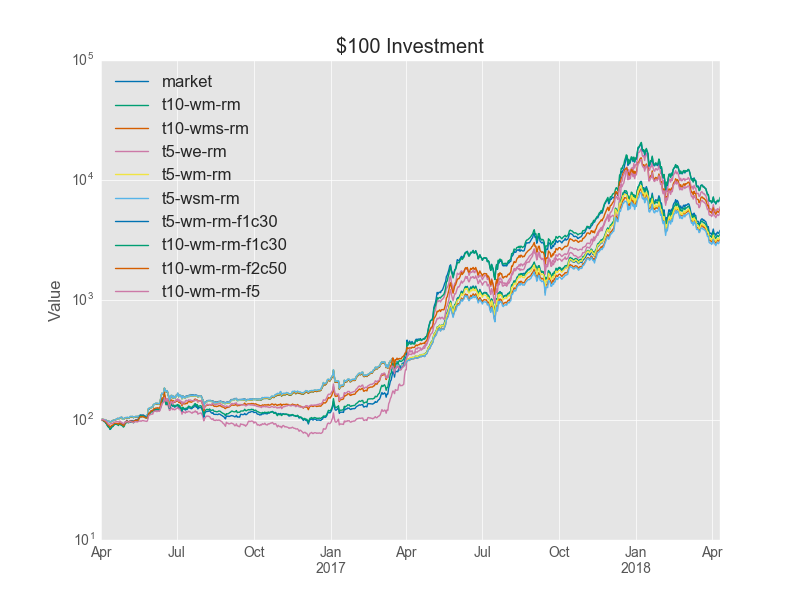 $100 Investment
10^5
10^4
10^3
10^2
10^1
Value
market
t10-wm-rm
t10-wms-rm
t5-we-rm
t5-wm-rm
t5-wsm-rm
t5-wm-rm-f1c30
t10-wm-rm-f1c30
t10-wm-rm-f2c50
t10-wm-rm-f5
Apr Jul Oct Jan Apr Jul Oct Jan Apr
2017 2018